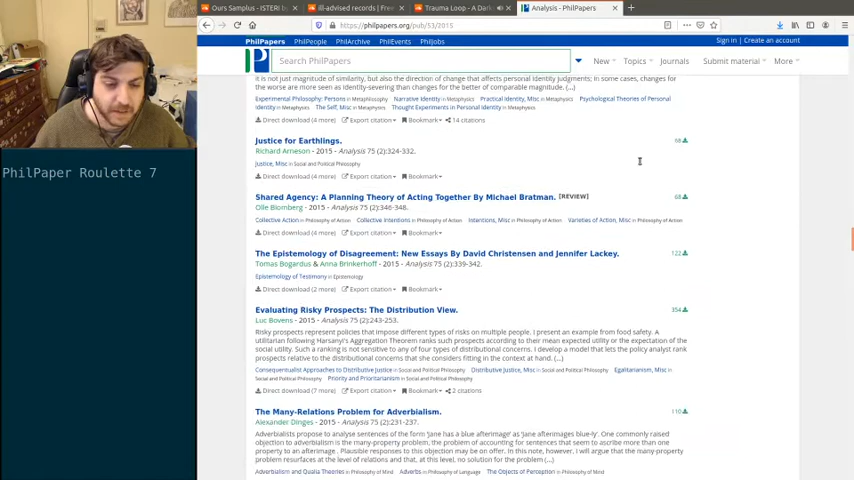 Ours Samplus - ISTERI b
ill-advised records | Free
Trauma Loop - A Dark
Analysis - PhilPapers
https://philpapers.org/pub/53/2015
PhilPapers PhilPeople PhilArchive PhilEvents PhilJobs
Sign in | Create an account
Search PhilPapers
New Topics Journals Submit material More
it is not just magnitude of similarity, but also the direction of change that affects personal identity judgments; in some cases, changes for
the worse are more seen as identity-severing than changes for the better of comparable magnitude. (...)
Experimental Philosophy: Persons in Metaphilosophy Narrative Identity in Metaphysics Practical Identity, Misc in Metaphysics Psychological Theories of Personal
Identity in Metaphysics The Self, Misc in Metaphysics Thought Experiments in Personal Identity in Metaphysics
Direct download (4 more) Export citation Bookmark 14 citations
Justice for Earthlings.
Richard Arneson - 2015 - Analysis 75 (2):324-332.
Justice, Misc in Social and Political Philosophy
Direct download (4 more) Export citation Bookmark
PhilPaper Roulette 7
Shared Agency: A Planning Theory of Acting Together By Michael Bratman. [REVIEW]
68
Olle Blomberg - 2015 - Analysis 75 (2):346-348.
Collective Action in Philosophy of Action Collective Intentions in Philosophy of Action Intentions, Misc in Philosophy of Action Varieties of Action, Misc in Philosophy of Action
Direct download (4 more) Export citation Bookmark
The Epistemology of Disagreement: New Essays By David Christensen and Jennifer Lackey.
122
Tomas Bogardus & Anna Brinkerhoff - 2015 - Analysis 75 (2):339-342.
Epistemology of Testimony in Epistemology
Direct download (2 more) Export citation Bookmark
Evaluating Risky Prospects: The Distribution View.
354
Luc Bovens - 2015 - Analysis 75 (2):243-253.
Risky prospects represent policies that impose different types of risks on multiple people. I present an example from food safety. A
utilitarian following Harsanyi's Aggregation Theorem ranks such prospects according to their mean expected utility or the expectation of the
social utility. Such a ranking is not sensitive to any of four types of distributional concerns. I develop a model that lets the policy analyst rank
prospects relative to the distributional concerns that she considers fitting in the context at hand. (...)
Consequentialist Approaches to Distributive Justice in Social and Political Philosophy Distributive Justice, Misc in Social and Political Philosophy Egalitarianism, Misc in
Social and Political Philosophy Priority and Prioritarianism in Social and Political Philosophy
Direct download (7 more) Export citation Bookmark 2 citations
The Many-Relations Problem for Adverbialism.
110
Alexander Dinges - 2015 - Analysis 75 (2):231-237.
Adverbialists propose to analyse sentences of the form 'Jane has a blue afterimage' as 'Jane afterimages blue-ly'. One commonly raised
objection to adverbialism is the many-property problem, the problem of accounting for sentences that seem to ascribe more than one
property to an afterimage. Plausible responses to this objection may be on offer. In this note, however, I will argue that the many-
property problem resurfaces at the level of relations and that, at this level, no solution for the problem (...)
Adverbialism and Qualia Theories in Philosophy of Mind Adverbs in Philosophy of Language The Objects of Perception in Philosophy of Mind